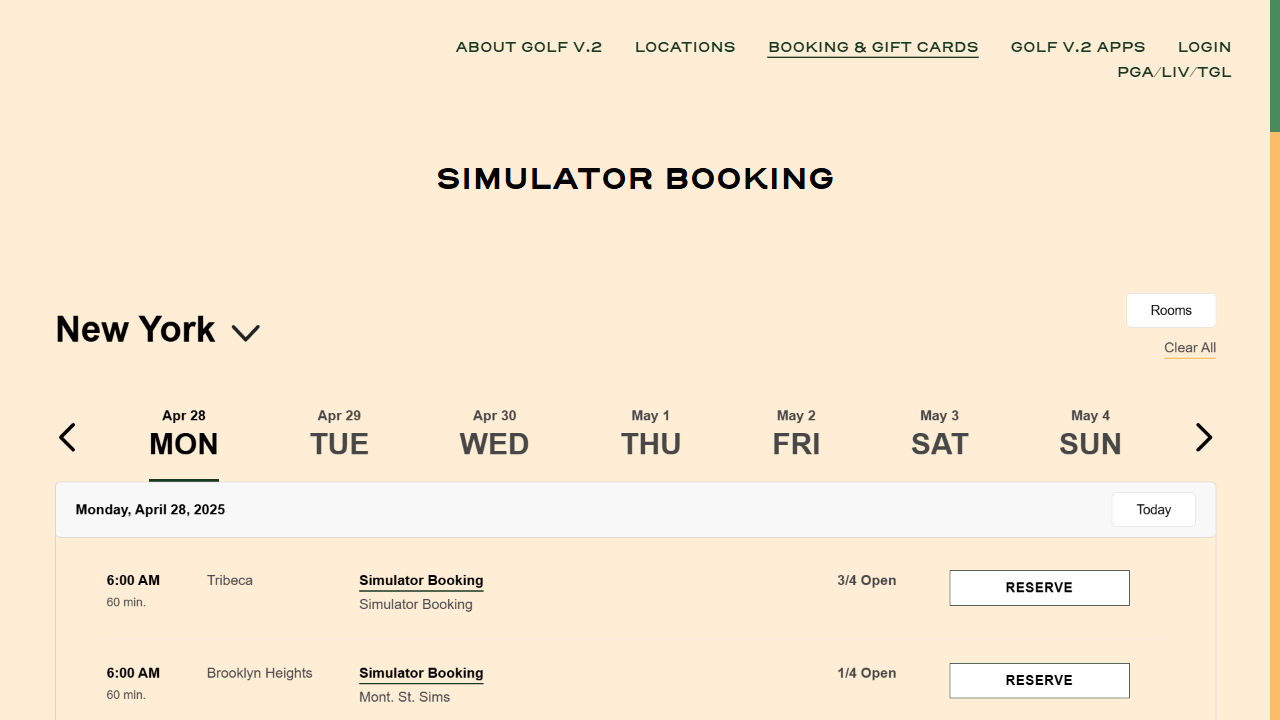 ABOUT GOLF V.2 LOCATIONS BOOKING & GIFT CARDS GOLF V.2 APPS LOGIN
PGA/LIV/TGL
SIMULATOR BOOKING
New York
Rooms
Clear All
Apr 28 Apr 29 Apr 30 May 1 May 2 May 3 May 4
MON TUE WED THU FRI SAT SUN
Monday, April 28, 2025 Today
6:00 AM Tribeca Simulator Booking 3/4 Open RESERVE
60 min. Simulator Booking
6:00 AM Brooklyn Heights Simulator Booking 1/4 Open RESERVE
60 min. Mont. St. Sims